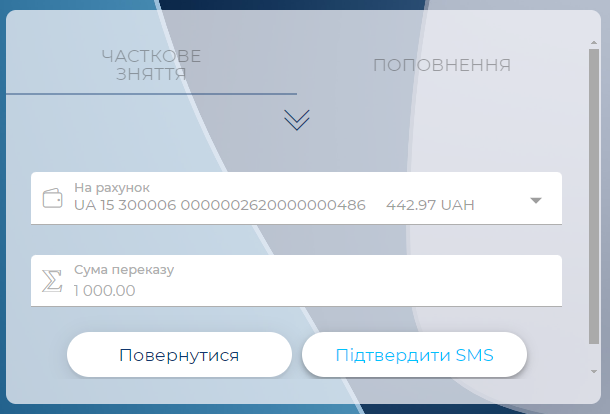 ЧАСТКОВЕ
ЗНЯТТЯ
ПОПОВНЕННЯ
На рахунок
UA 15 300006 0000002620000000486 442.97 UAH
Сума переказу
1 000.00
Повернутися
Підтвердити SMS